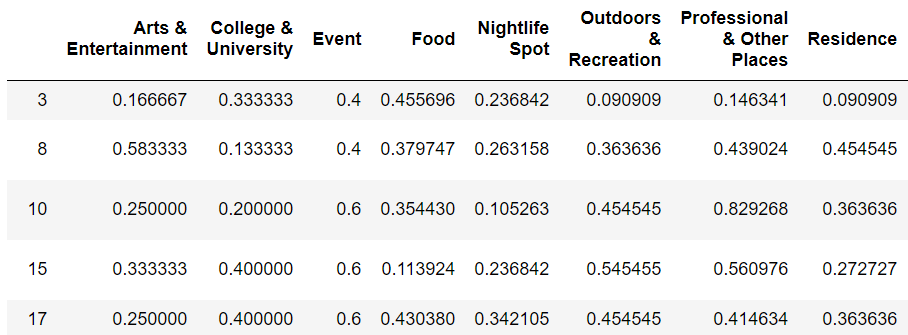 Arts & Entertainment College & University Event Food Nightlife Spot Outdoors & Recreation Professional & Other Places Residence
3 0.166667 0.333333 0.4 0.455696 0.236842 0.090909 0.146341 0.090909
8 0.583333 0.133333 0.4 0.379747 0.263158 0.363636 0.439024 0.454545
10 0.250000 0.200000 0.6 0.354430 0.105263 0.454545 0.829268 0.363636
15 0.333333 0.400000 0.6 0.113924 0.236842 0.545455 0.560976 0.272727
17 0.250000 0.400000 0.6 0.430380 0.342105 0.454545 0.414634 0.363636